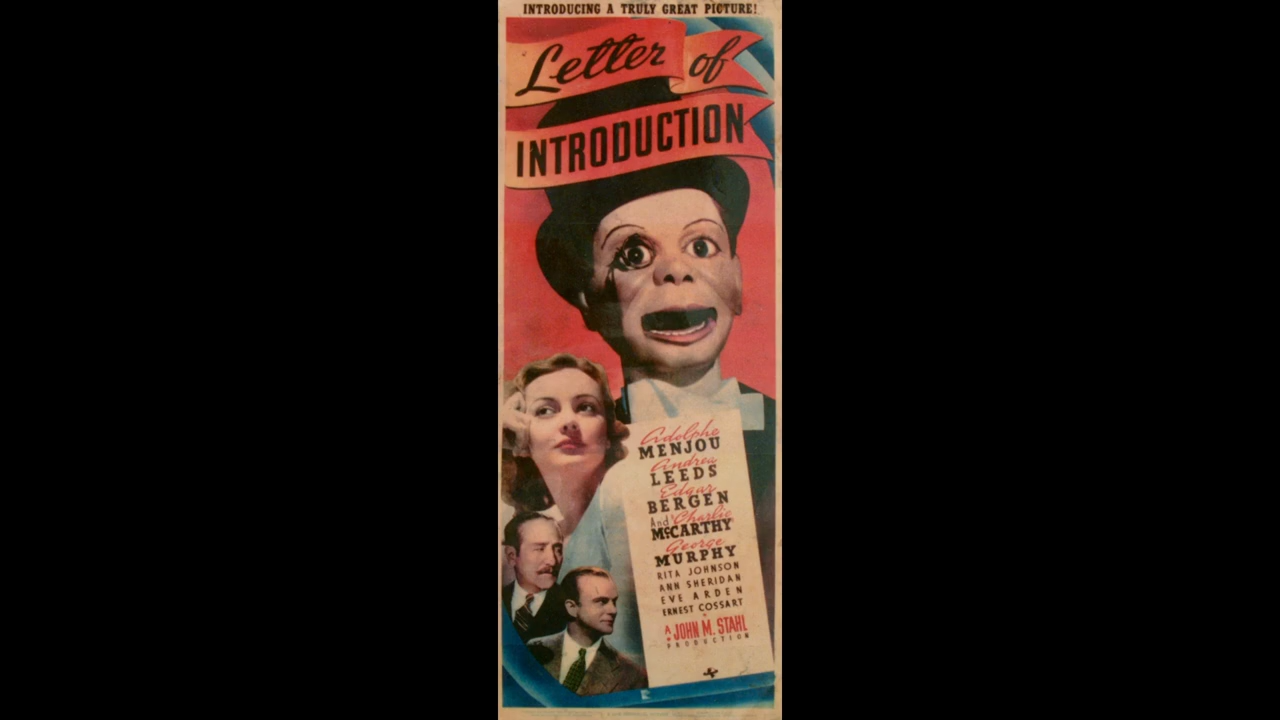 INTRODUCING A TRULY GREAT PICTURE!
Letter of
INTRODUCTION
Adolphe
MENJOU
Andrea
LEEDS
Edgar
BERGEN
And Charlie
McCARTHY
George
MURPHY
RITA JOHNSON
ANN SHERIDAN
EVE ARDEN
ERNEST COSSART
A JOHN M. STAHL
PRODUCTION